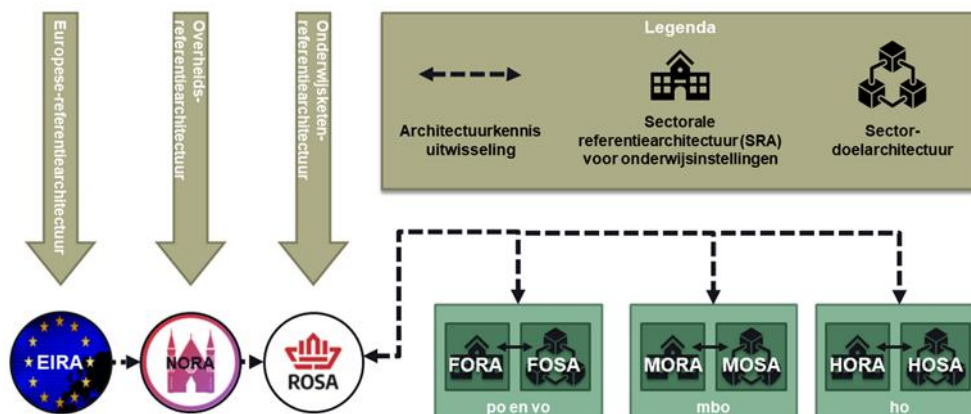 Europese-referentiearchitectuur
Overheids-
referentiearchitectuur
Onderwijsketen-
referentiearchitectuur
Legenda
Architectuurkennis
uitwisseling
Sectorale
referentiearchitectuur (SRA)
voor onderwijsinstellingen
Sector-
doelarchitectuur
EIRA
NORA
ROSA
FORA
FOSA
po en vo
MORA
MOSA
mbo
HORA
HOSA
ho